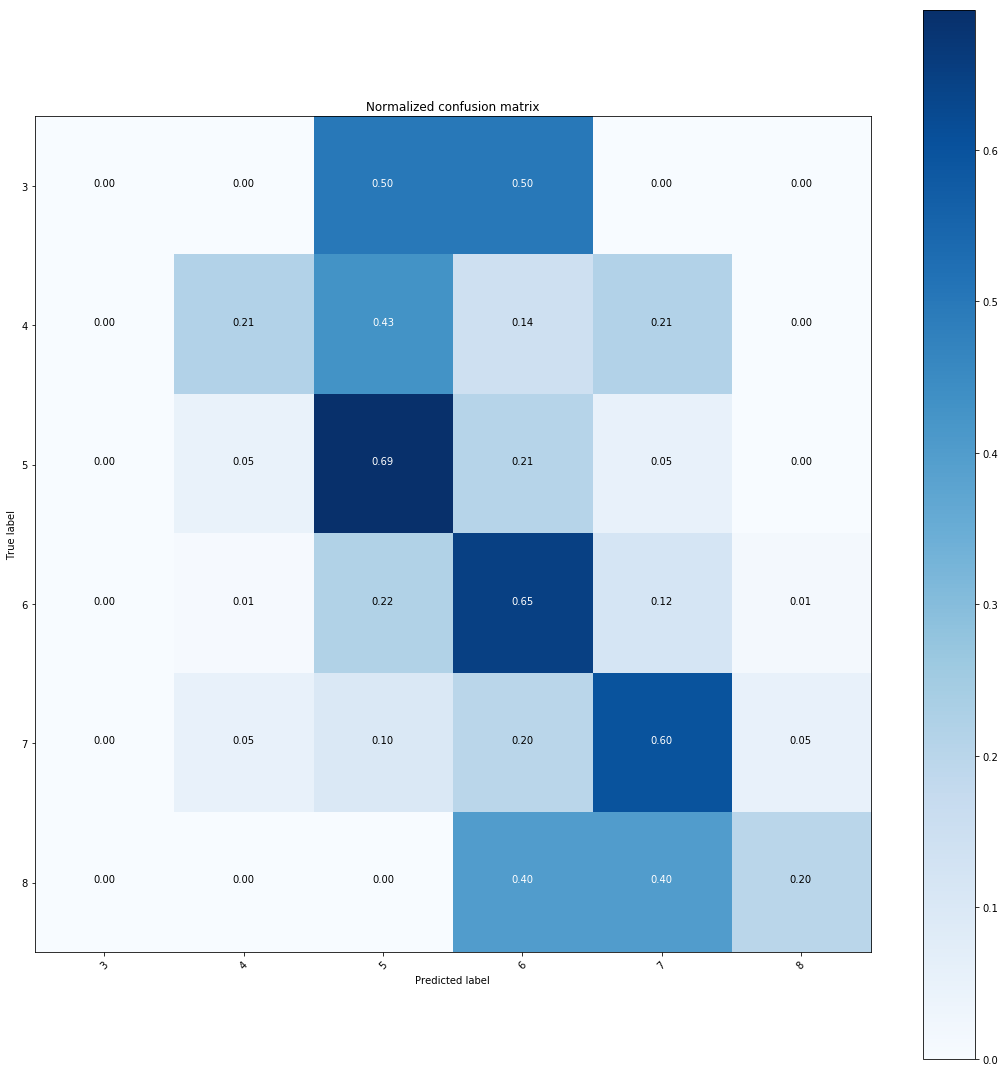 Normalized confusion matrix
3 0.00 0.00 0.50 0.50 0.00 0.00
4 0.00 0.21 0.43 0.14 0.21 0.00
5 0.00 0.05 0.69 0.21 0.05 0.00
6 0.00 0.01 0.22 0.65 0.12 0.01
7 0.00 0.05 0.10 0.20 0.60 0.05
8 0.00 0.00 0.00 0.40 0.40 0.20
True label
3 4 5 6 7 8
Predicted label
0.6
0.5
0.4
0.3
0.2
0.1
0.0